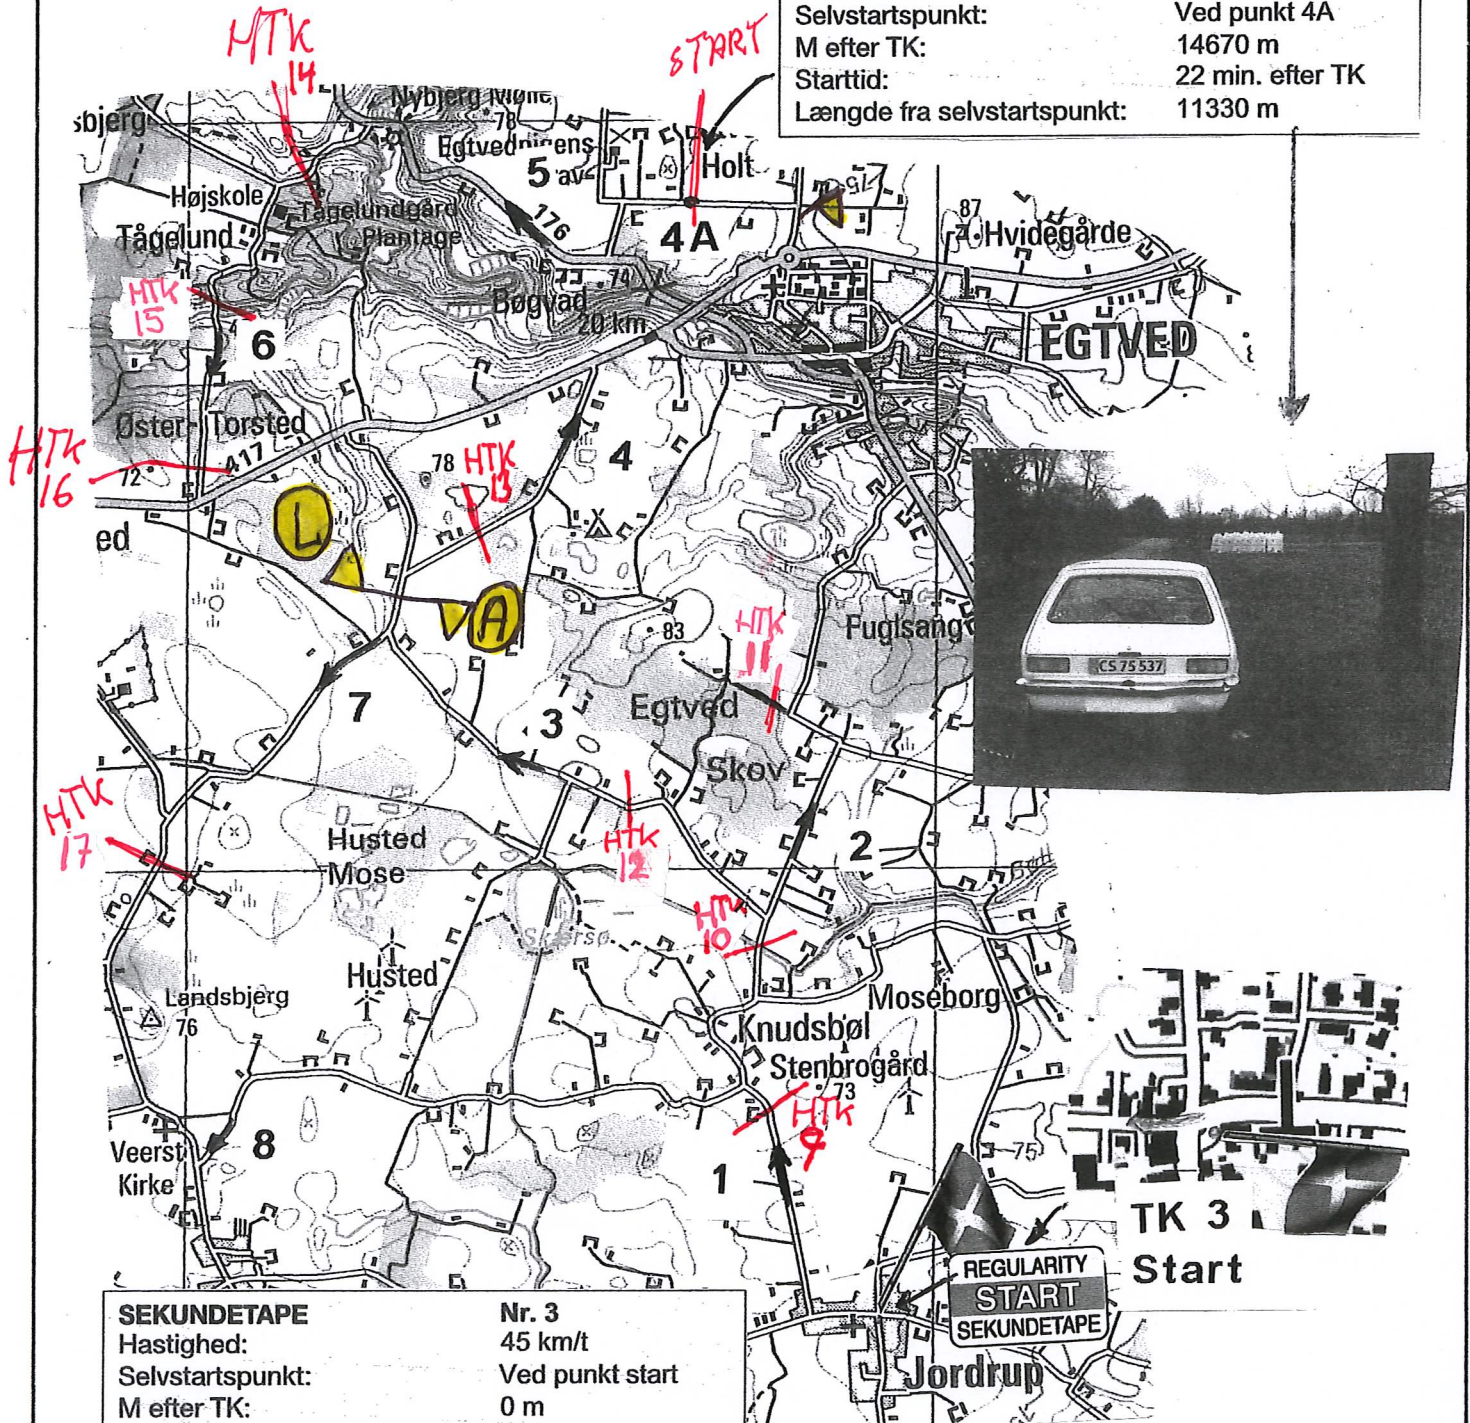 Selvstartspunkt: Ved punkt 4A
M efter TK: 14670 m
Starttid: 22 min. efter TK
Længde fra selvstartspunkt: 11330 m
HTK
14
START
Nybjerg Mølle
sbjerg
78
5
Holt
75
87
Højskole
Tågelundgård
Plantage
Tågelund
176
4A
Hvidegårde
HTK
15
74
Bøgvad
20 km
EGTVED
6
Øster-Torsted
HTK
16
72
417
78
HTK
13
4
L
ed
A
83
HTK
11
Fuglsang
CS 75 537
7
3
Egtved
Skov
HTK
17
Husted
Mose
HTK
12
2
HTK
10
Skærsø
Husted
Landsbjerg
76
Moseborg
Knudsbøl
Stenbrogård
73
HTK
9
Veerst
Kirke
8
1
75
TK 3
Start
REGULARITY
START
SEKUNDETAPE
SEKUNDETAPE Nr. 3
Hastighed: 45 km/t
Selvstartspunkt: Ved punkt start
M efter TK: 0 m
Jordrup